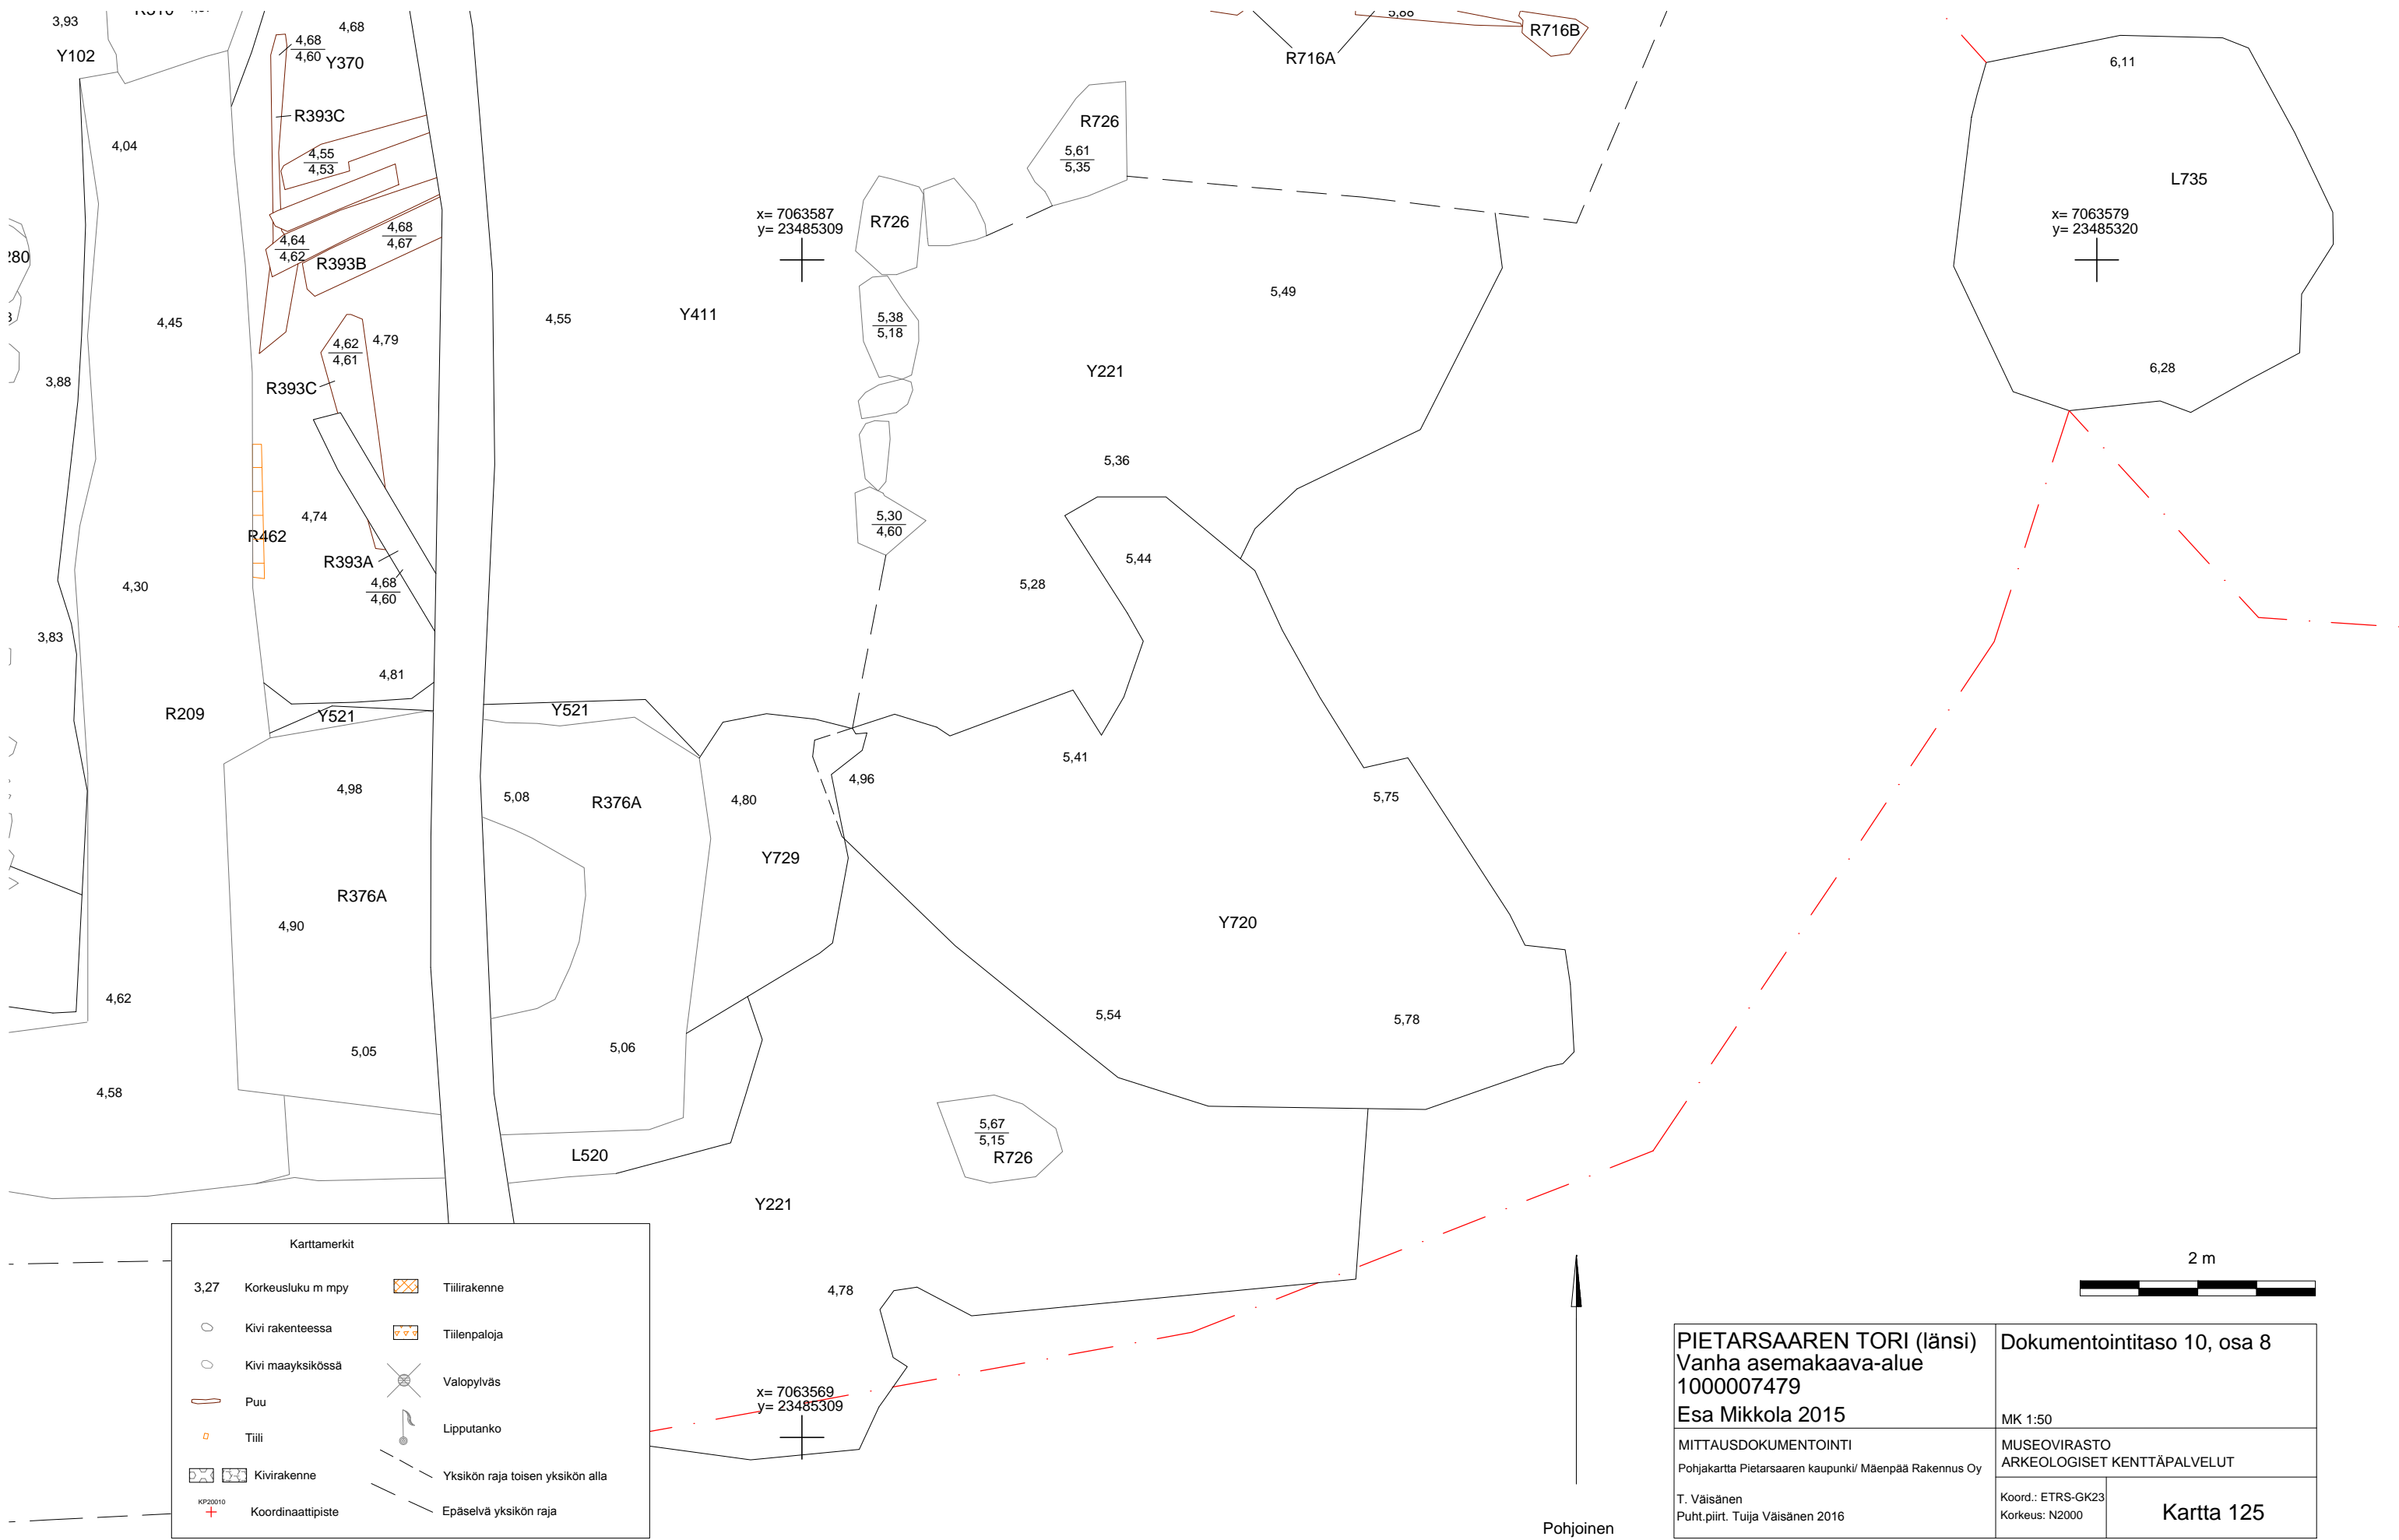 3,93
Y102
4,68
4,68
4,60
Y370
R393C
4,04
4,55
4,53
4,64
4,62
4,68
4,67
R393B
4,45
4,62
4,61
4,79
3,88
R393C
4,74
R462
R393A
4,68
4,60
4,30
3,83
4,81
R209
Y521
Y521
4,55
Y411
x= 7063587
y= 23485309
R716A
R716B
R726
5,61
5,35
R726
5,38
5,18
5,30
4,60
5,49
Y221
5,36
5,44
5,28
6,11
L735
x= 7063579
y= 23485320
6,28
4,98
5,08
R376A
4,80
4,96
5,41
5,75
Y729
R376A
4,90
Y720
4,62
5,05
5,06
5,54
5,78
4,58
L520
5,67
5,15
R726
Y221
4,78
x= 7063569
y= 23485309
Karttamerkit
3,27 Korkeusluku m mpy
Kivi rakenteessa
Kivi maayksikössä
Puu
Tiili
Kivirakenne
KP20010
Koordinaattipiste
Tiilirakenne
Tiilenpaloja
Valopylväs
Lipputanko
Yksikön raja toisen yksikön alla
Epäselvä yksikön raja
Pohjoinen
2 m
PIETARSAAREN TORI (länsi)
Vanha asemakaava-alue
1000007479
Esa Mikkola 2015
Dokumentointitaso 10, osa 8
MK 1:50
MITTAUSDOKUMENTOINTI
Pohjakartta Pietarsaaren kaupunki/ Mäenpää Rakennus Oy
T. Väisänen
Puht.piirt. Tuija Väisänen 2016
MUSEOVIRASTO
ARKEOLOGISET KENTTÄPALVELUT
Koord.: ETRS-GK23
Korkeus: N2000
Kartta 125